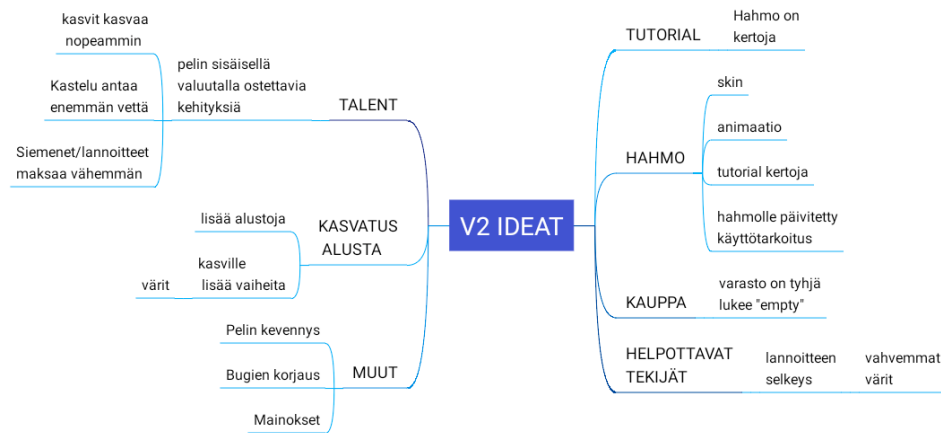 V2 IDEAT
TALENT
pelin sisäisellä
valuutalla ostettavia
kehityksiä
kasvit kasvaa
nopeammin
Kastelu antaa
enemmän vettä
Siemenet/lannoitteet
maksaa vähemmän
KASVATUS
ALUSTA
lisää alustoja
kasville
lisää vaiheita
värit
MUUT
Pelin kevennys
Bugien korjaus
Mainokset
TUTORIAL
Hahmo on
kertoja
HAHMO
skin
animaatio
tutorial kertoja
hahmolle päivitetty
käyttötarkoitus
KAUPPA
varasto on tyhjä
lukee "empty"
HELPOTTAVAT
TEKIJÄT
lannoitteen
selkeys
vahvemmat
värit